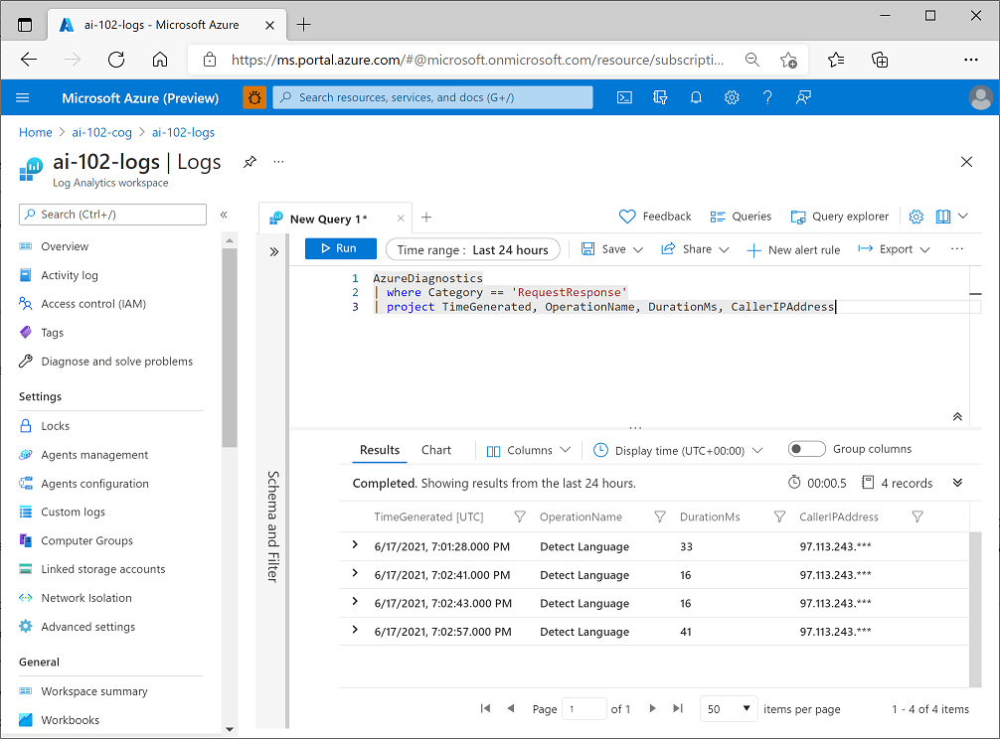 ai-102-logs - Microsoft Azure
https://ms.portal.azure.com/#@microsoft.onmicrosoft.com/resource/subscripti...
Microsoft Azure (Preview)
Search resources, services, and docs (G+/)
Home > ai-102-cog > ai-102-logs
ai-102-logs | Logs
Log Analytics workspace
Search (Ctrl+/)
Overview
Activity log
Access control (IAM)
Tags
Diagnose and solve problems
Settings
Locks
Agents management
Agents configuration
Custom logs
Computer Groups
Linked storage accounts
Network Isolation
Advanced settings
General
Workspace summary
Workbooks
New Query 1*
Feedback Queries Query explorer
Run Time range : Last 24 hours Save Share New alert rule Export
1 AzureDiagnostics
2 | where Category == 'RequestResponse'
3 | project TimeGenerated, OperationName, DurationMs, CallerIPAddress
Schema and Filter
Results Chart Columns Display time (UTC+00:00) Group columns
Completed. Showing results from the last 24 hours. 00:00.5 4 records
TimeGenerated [UTC] OperationName DurationMs CallerIPAddress
6/17/2021, 7:01:28.000 PM Detect Language 33 97.113.243.***
6/17/2021, 7:02:41.000 PM Detect Language 16 97.113.243.***
6/17/2021, 7:02:43.000 PM Detect Language 16 97.113.243.***
6/17/2021, 7:02:57.000 PM Detect Language 41 97.113.243.***
Page 1 of 1 50 items per page 1 - 4 of 4 items